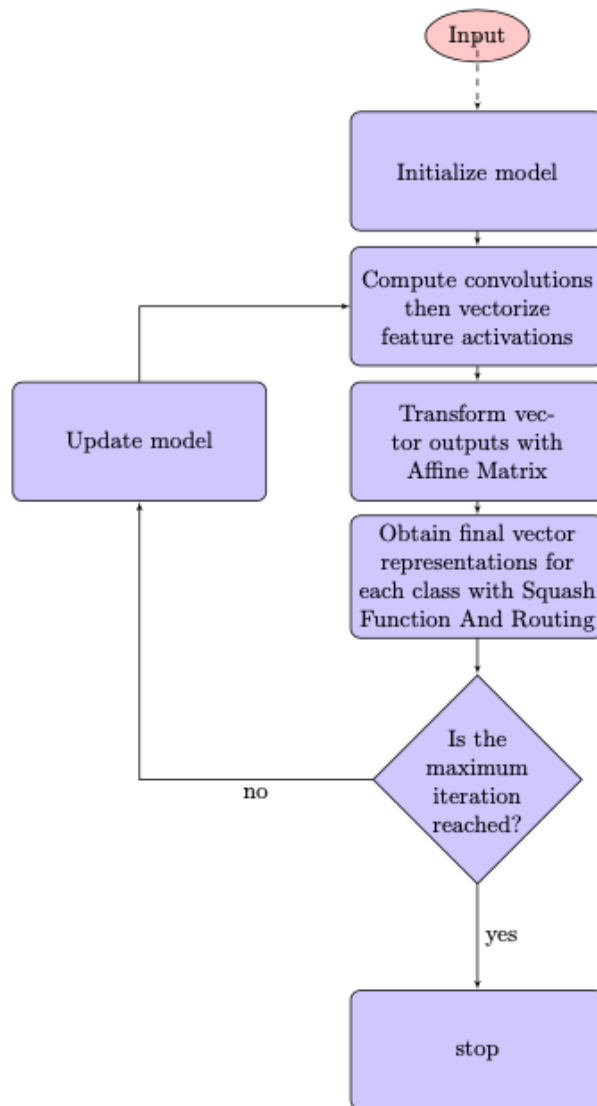 Input
Initialize model
Compute convolutions
then vectorize
feature activations
Update model
Transform vec-
tor outputs with
Affine Matrix
Obtain final vector
representations for
each class with Squash
Function And Routing
Is the
maximum
iteration
reached?
no
yes
stop